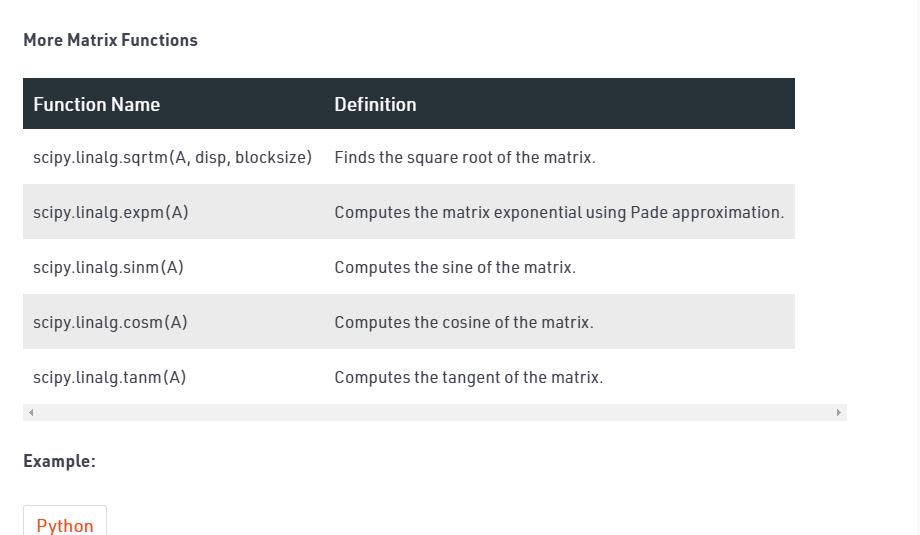 More Matrix Functions
Function Name Definition
scipy.linalg.sqrtm(A, disp, blocksize) Finds the square root of the matrix.
scipy.linalg.expm(A) Computes the matrix exponential using Pade approximation.
scipy.linalg.sinm(A) Computes the sine of the matrix.
scipy.linalg.cosm(A) Computes the cosine of the matrix.
scipy.linalg.tanm(A) Computes the tangent of the matrix.
Example:
Python